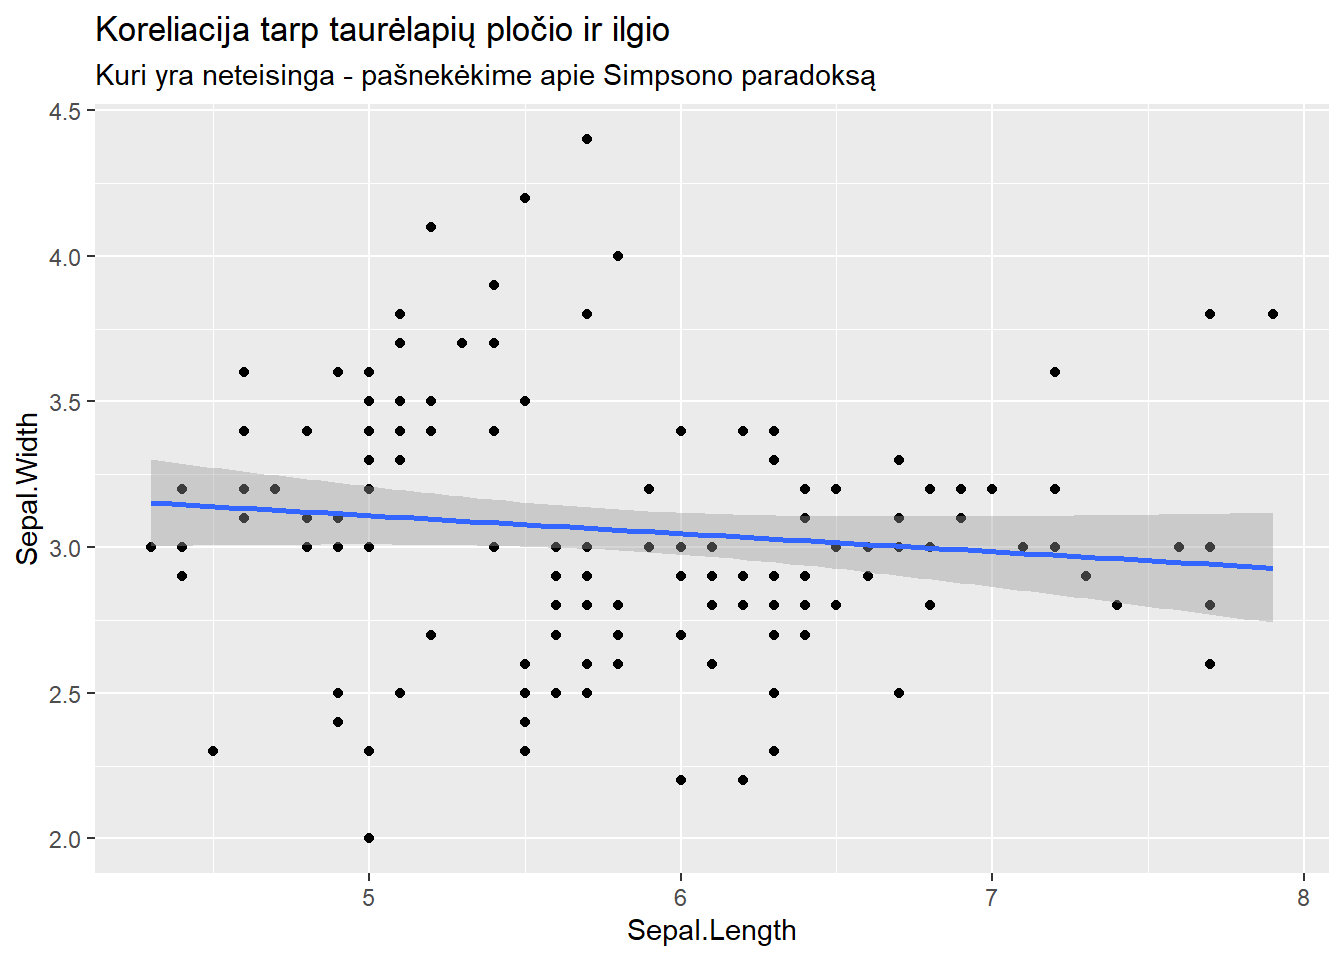 Koreliacija tarp taurėlapių pločio ir ilgio
Kuri yra neteisinga - pašnekėkime apie Simpsono paradoksą
4.5
4.0
3.5
3.0
2.5
2.0
Sepal.Width
5 6 7 8
Sepal.Length